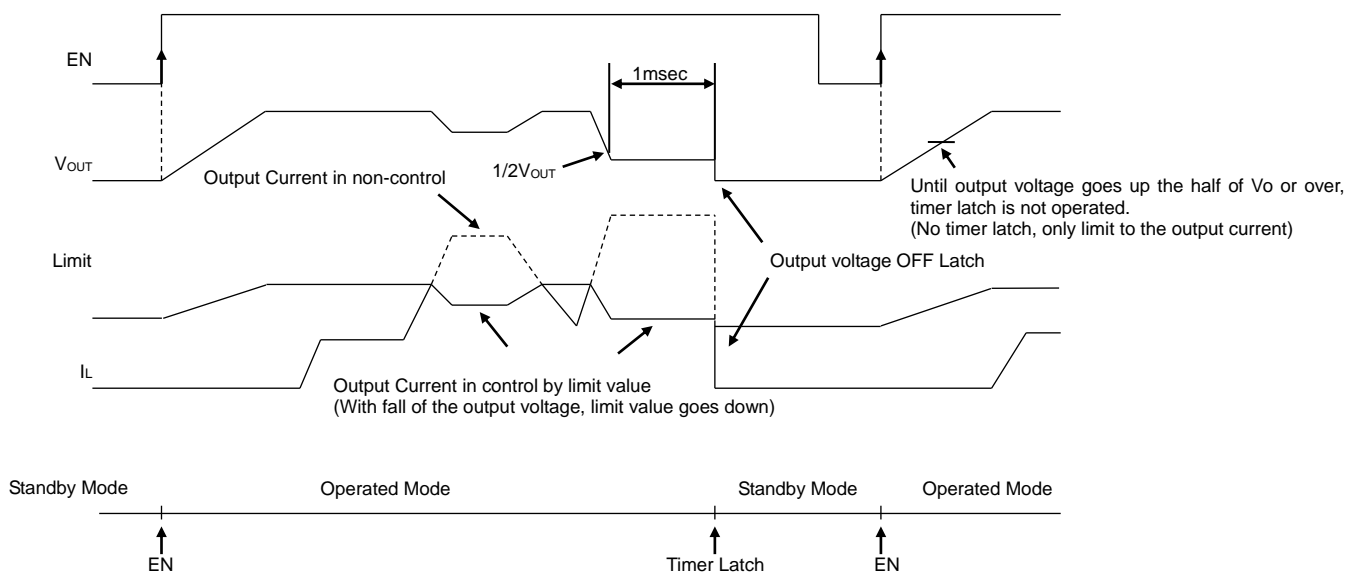 EN
1msec
VOUT
1/2VOUT
Output Current in non-control
Until output voltage goes up the half of Vo or over,
timer latch is not operated.
(No timer latch, only limit to the output current)
Limit
Output voltage OFF Latch
IL
Output Current in control by limit value
(With fall of the output voltage, limit value goes down)
Standby Mode
Operated Mode
Standby Mode
Operated Mode
EN
Timer Latch
EN